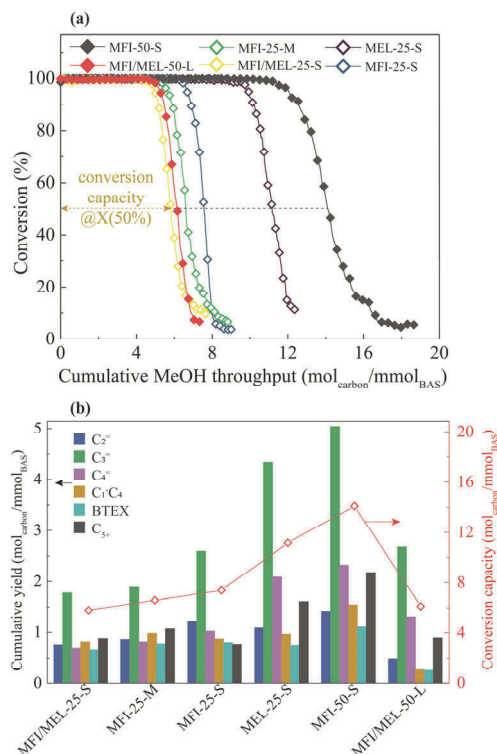 (a)
MFI-50-S MFI-25-M MEL-25-S
MFI/MEL-50-L MFI/MEL-25-S MFI-25-S
100
80
60
40
20
0
conversion
capacity
@X(50%)
Conversion (%)
0 4 8 12 16 20
Cumulative MeOH throughput (mol_carbon/mmol_BAS)
(b)
C₂⁼
C₃⁼
C₄⁼
C₁-C₄
BTEX
C₅₊
5
4
3
2
1
0
Cumulative yield (mol_carbon/mmol_BAS)
20
16
12
8
4
0
Conversion capacity (mol_carbon/mmol_BAS)
MFI/MEL-25-S
MFI-25-M
MFI-25-S
MEL-25-S
MFI-50-S
MFI/MEL-50-L